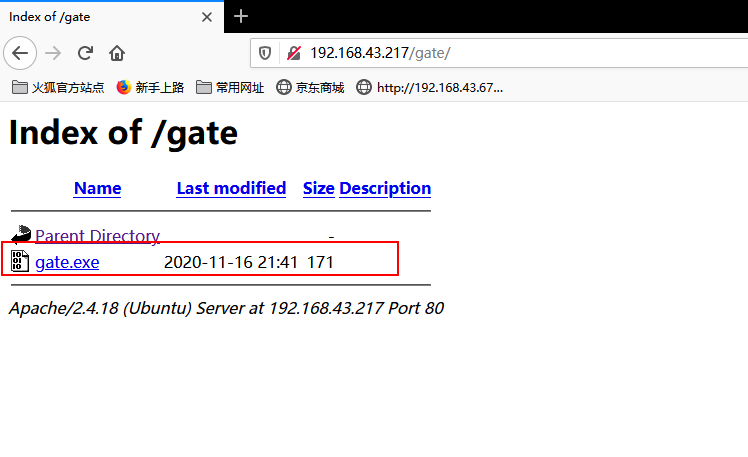 Index of /gate
192.168.43.217/gate/
火狐官方站点 新手上路 常用网址 京东商城 http://192.168.43.67...
Index of /gate
Name Last modified Size Description
Parent Directory -
gate.exe 2020-11-16 21:41 171
Apache/2.4.18 (Ubuntu) Server at 192.168.43.217 Port 80